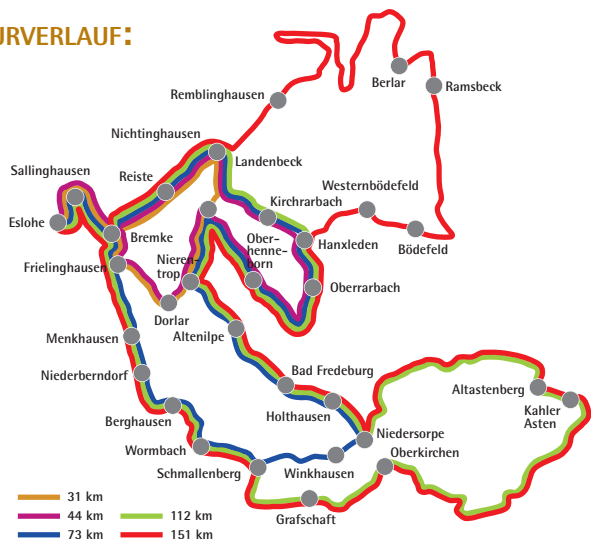 URVERLAUF:
Berlar
Ramsbeck
Remblinghausen
Nichtinghausen
Landenbeck
Sallinghausen
Reiste
Westernbödefeld
Kirchrarbach
Eslohe
Bremke
Ober-
henne-
born
Hanxleden
Bödefeld
Frielinghausen
Nieren-
trop
Oberrarbach
Dorlar
Altenilpe
Menkhausen
Bad Fredeburg
Niederberndorf
Altastenberg
Kahler
Asten
Holthausen
Berghausen
Niedersorpe
Wormbach
Oberkirchen
Schmallenberg
Winkhausen
Grafschaft
31 km
44 km
73 km
112 km
151 km